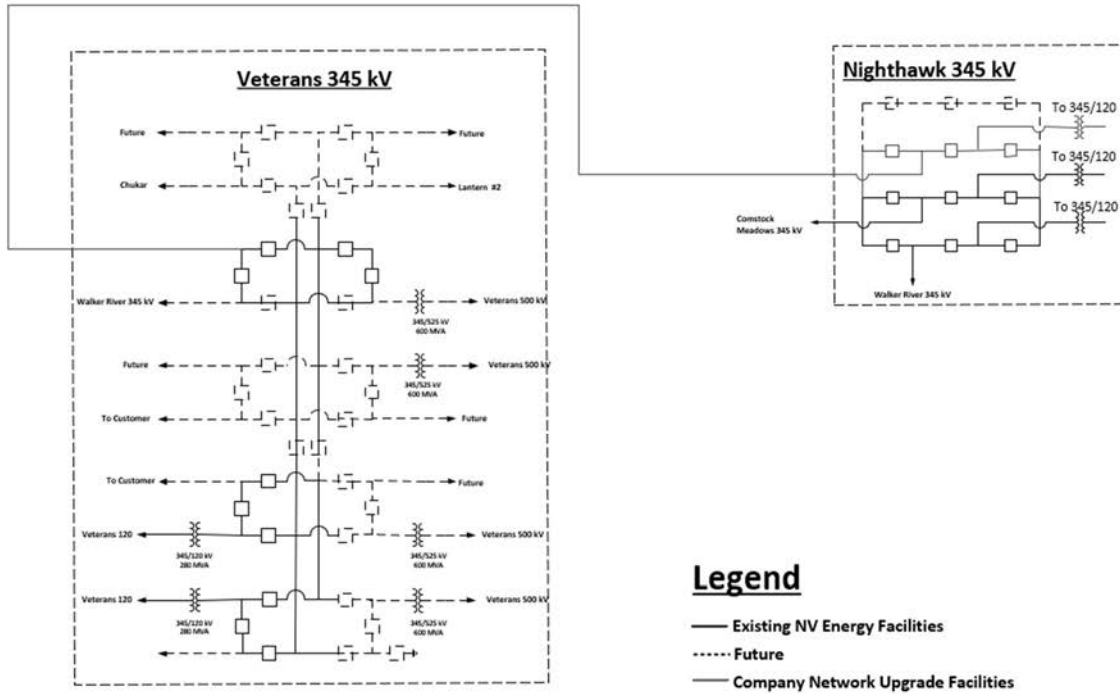 Veterans 345 kV
Future
Future
Chukar
Lantern #2
Walker River 345 kV
Veterans 500 kV
345/525 kV
600 MVA
Future
Veterans 500 kV
345/525 kV
600 MVA
To Customer
Future
To Customer
Future
Veterans 120
345/120 kV
280 MVA
345/525 kV
600 MVA
Veterans 500 kV
Veterans 120
345/120 kV
280 MVA
345/525 kV
600 MVA
Veterans 500 kV
Nighthawk 345 kV
To 345/120
To 345/120
To 345/120
Comstock
Meadows 345 kV
Walker River 345 kV
Legend
Existing NV Energy Facilities
Future
Company Network Upgrade Facilities